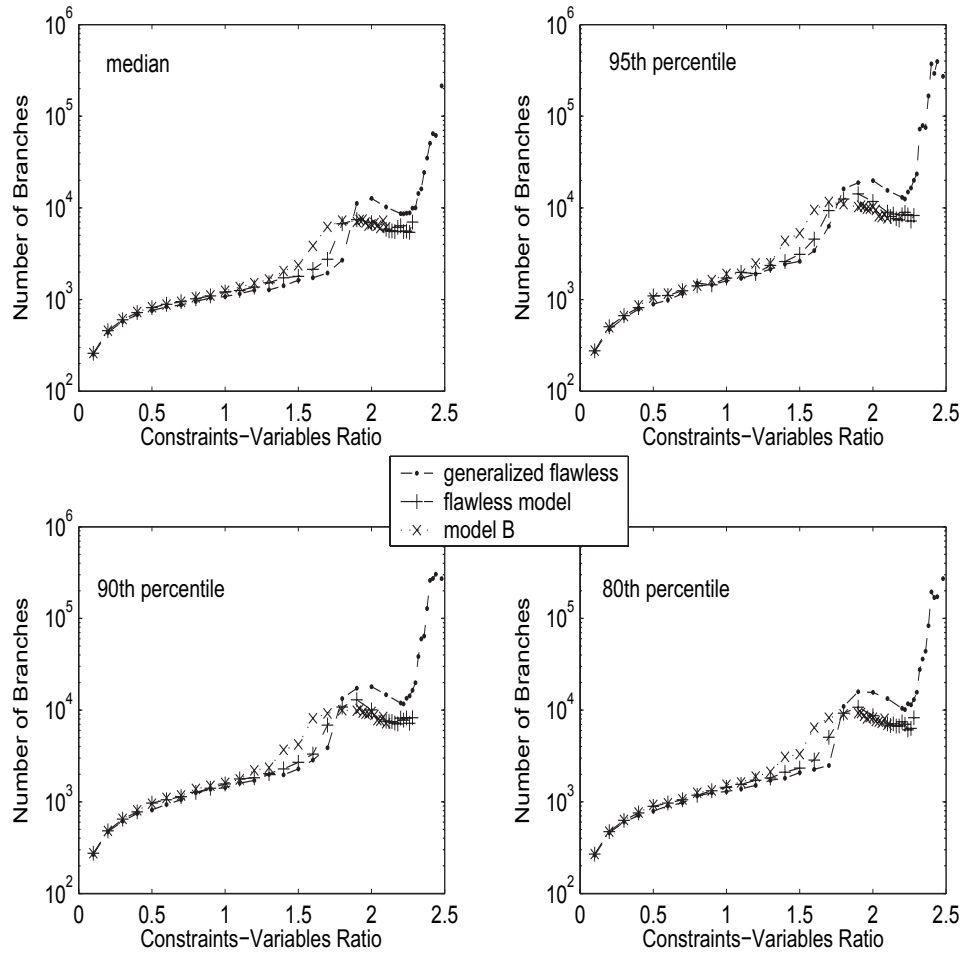 10^6
10^5
10^4
10^3
10^2
Number of Branches
median
0 0.5 1 1.5 2 2.5
Constraints−Variables Ratio
10^6
10^5
10^4
10^3
10^2
Number of Branches
95th percentile
0 0.5 1 1.5 2 2.5
Constraints−Variables Ratio
generalized flawless
flawless model
model B
10^6
10^5
10^4
10^3
10^2
Number of Branches
90th percentile
0 0.5 1 1.5 2 2.5
Constraints−Variables Ratio
10^6
10^5
10^4
10^3
10^2
Number of Branches
80th percentile
0 0.5 1 1.5 2 2.5
Constraints−Variables Ratio